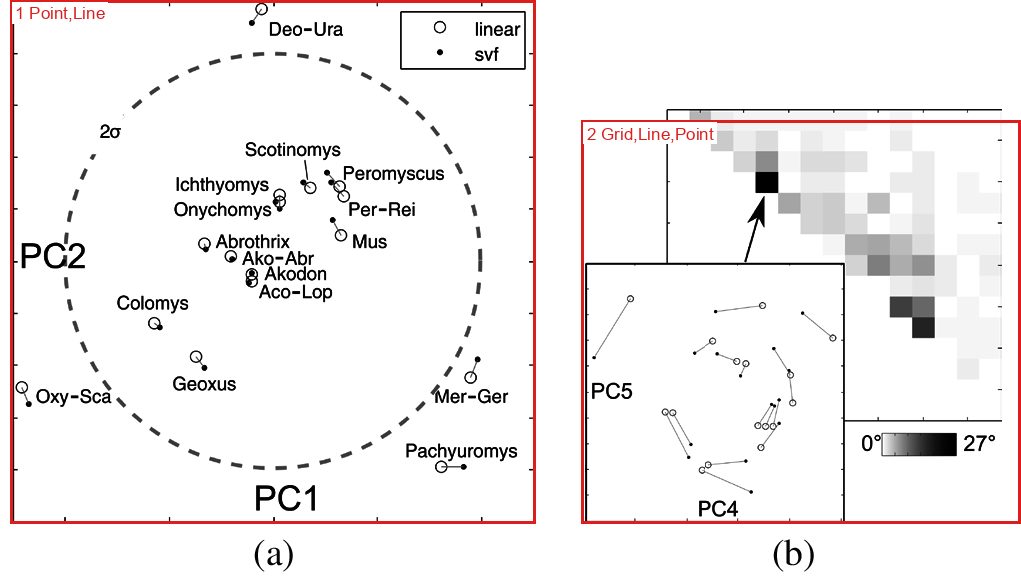 1 Point,Line
Deo-Ura
linear
svf
2σ
Scotinomys
Peromyscus
Ichthyomys
Onychomys
Per-Rei
Mus
Abrothrix
Ako-Abr
Akodon
Aco-Lop
PC2
Colomys
Geoxus
Oxy-Sca
Mer-Ger
Pachyuromys
PC1
(a)
2 Grid,Line,Point
PC5
PC4
0° 27°
(b)